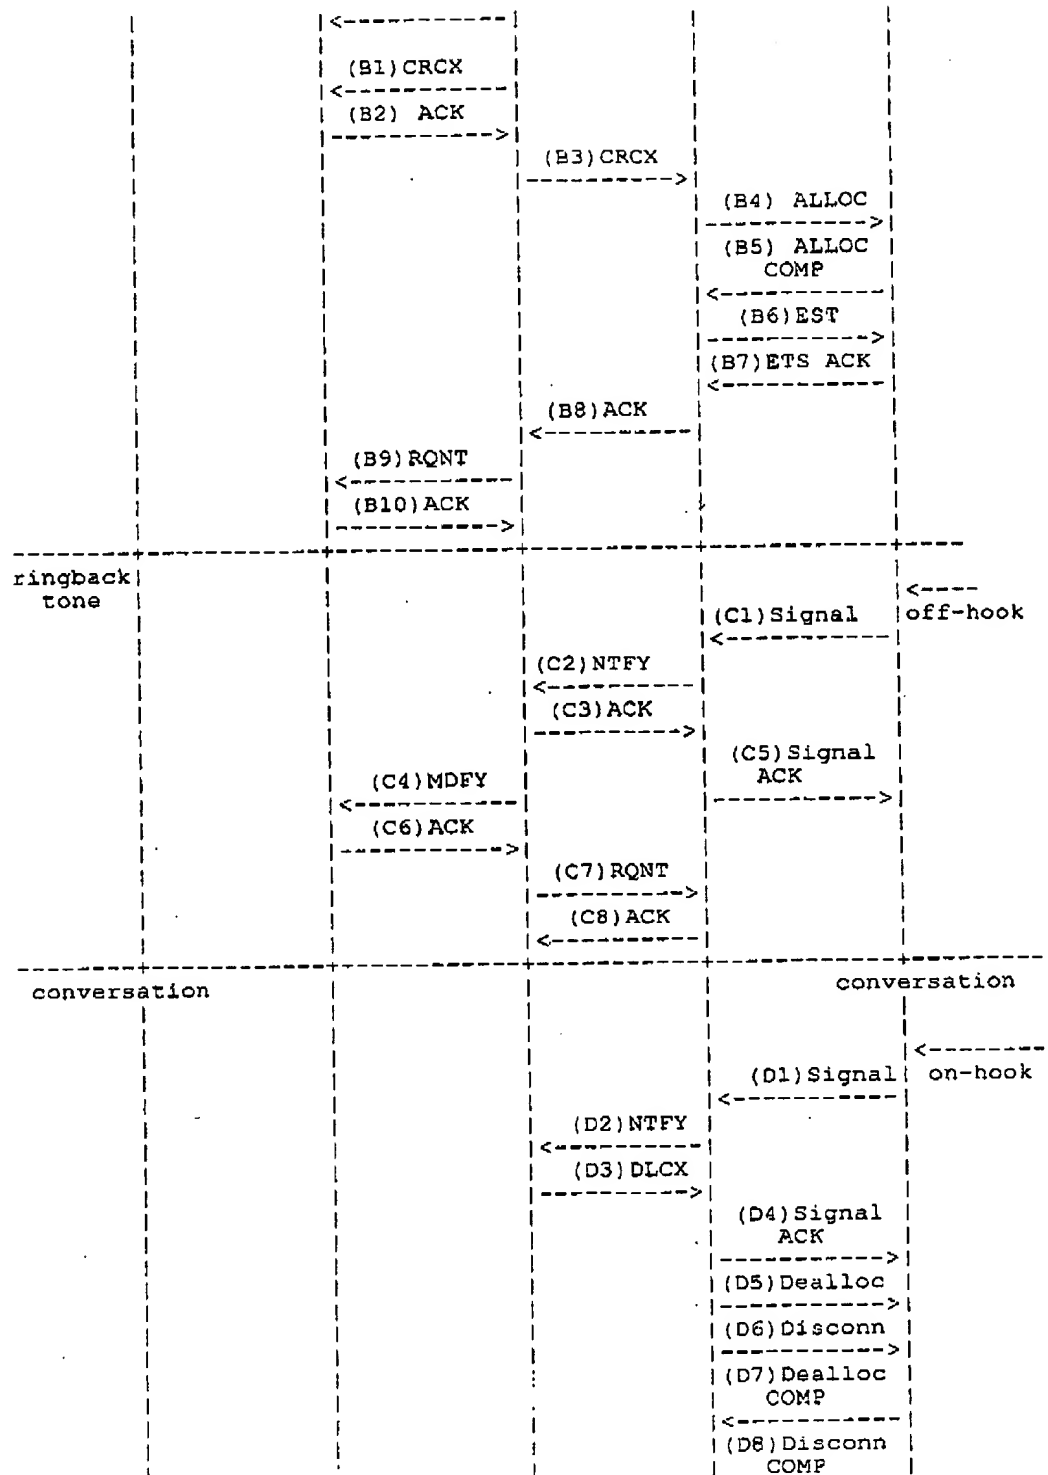 (B1)CRCX
(B2) ACK
(B3)CRCX
(B4) ALLOC
(B5) ALLOC
COMP
(B6)EST
(B7)ETS ACK
(B8)ACK
(B9)RQNT
(B10)ACK
ringback
tone
(C1)Signal
off-hook
(C2)NTFY
(C3)ACK
(C5)Signal
ACK
(C4)MDFY
(C6)ACK
(C7)RQNT
(C8)ACK
conversation
conversation
(D1)Signal
on-hook
(D2)NTFY
(D3)DLCX
(D4)Signal
ACK
(D5)Dealloc
(D6)Disconn
(D7)Dealloc
COMP
(D8)Disconn
COMP